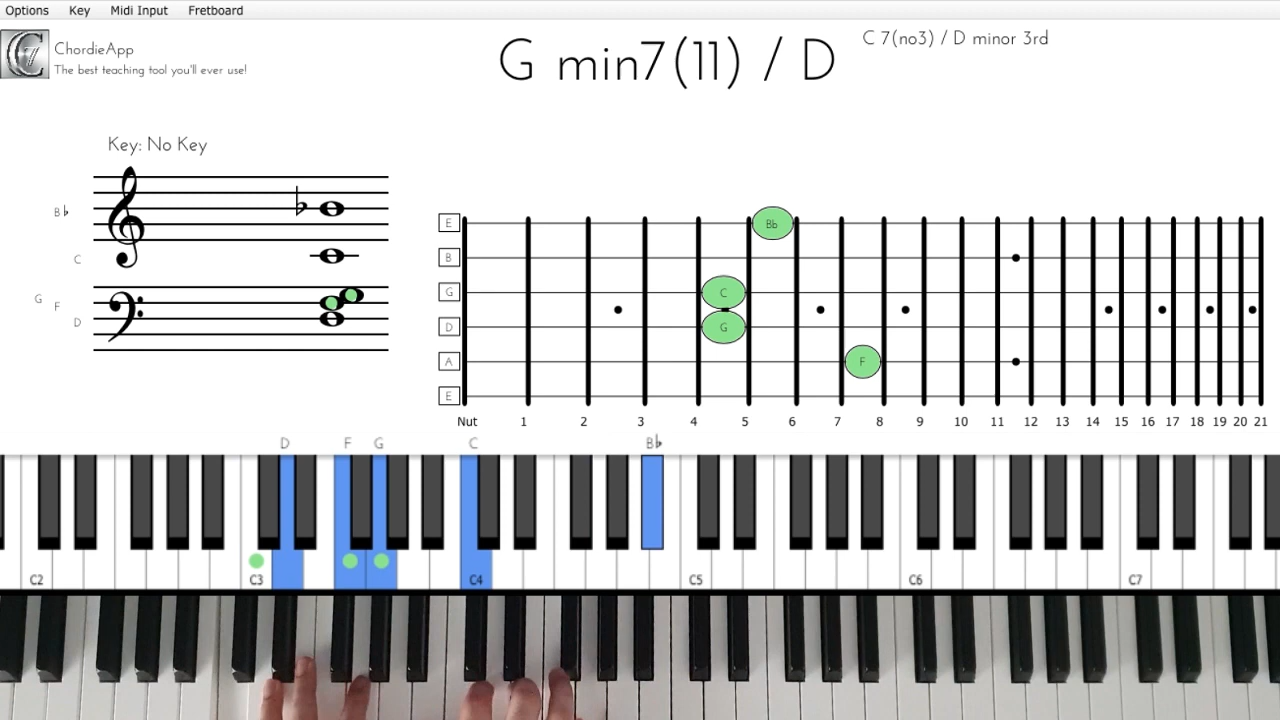 Options Key Midi Input Fretboard
ChordieApp
The best teaching tool you'll ever use!
G min7(11) / D
C 7(no3) / D minor 3rd
Key: No Key
B♭
C
G
F
D
E
B
G
D
A
E
Bb
C
G
F
Nut 1 2 3 4 5 6 7 8 9 10 11 12 13 14 15 16 17 18 19 20 21
D F G C B♭
C2 C3 C4 C5 C6 C7